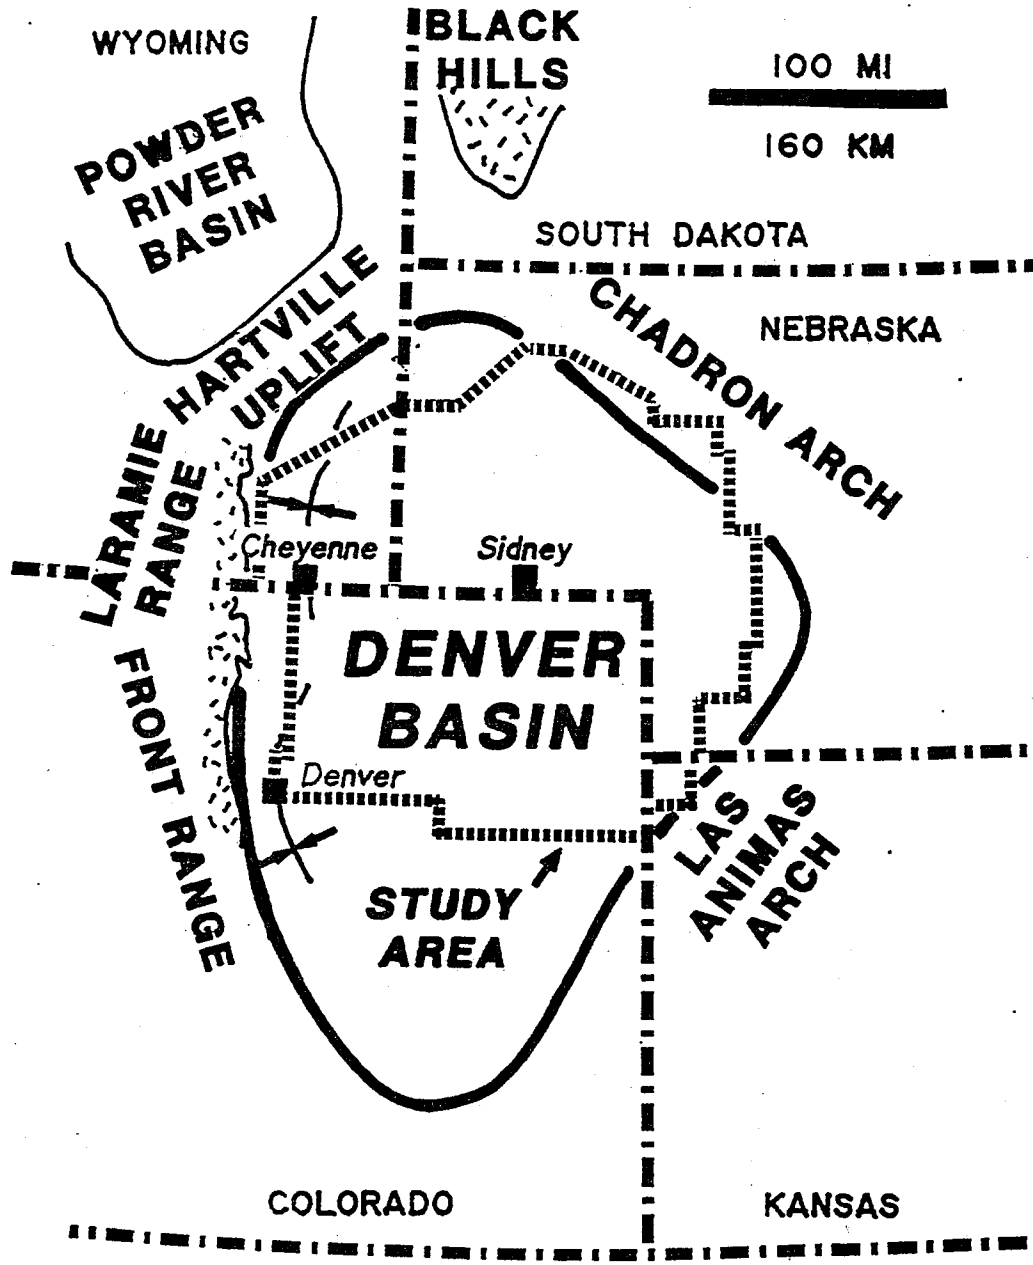 WYOMING
BLACK
HILLS
100 MI
160 KM
POWDER
RIVER
BASIN
SOUTH DAKOTA
HARTVILLE
UPLIFT
CHADRON ARCH
NEBRASKA
LARAMIE
RANGE
Cheyenne
Sidney
DENVER
BASIN
FRONT RANGE
Denver
LAS
ANIMAS
ARCH
STUDY
AREA
COLORADO
KANSAS